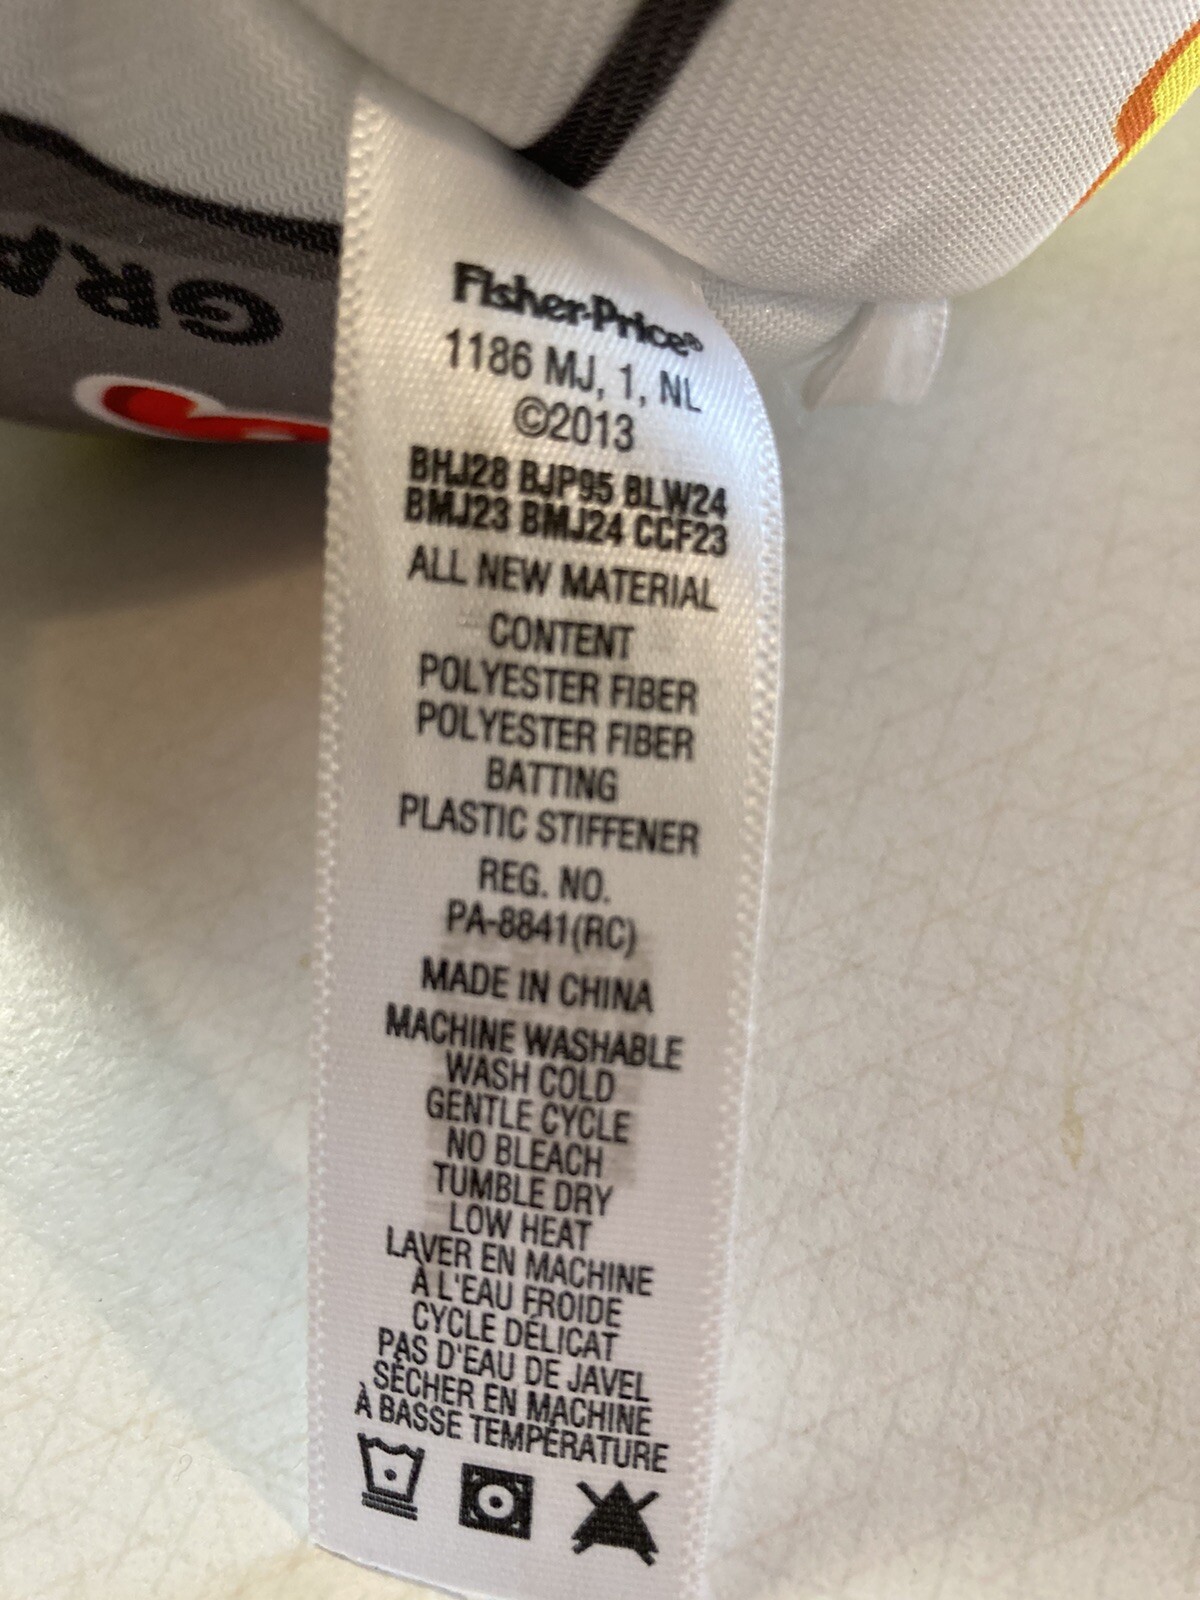 GRA
Fisher-Price®
1186 MJ, 1, NL
©2013
BHJ28 BJP95 BLW24
BMJ23 BMJ24 CCF23
ALL NEW MATERIAL
CONTENT
POLYESTER FIBER
POLYESTER FIBER
BATTING
PLASTIC STIFFENER
REG. NO.
PA-8841(RC)
MADE IN CHINA
MACHINE WASHABLE
WASH COLD
GENTLE CYCLE
NO BLEACH
TUMBLE DRY
LOW HEAT
LAVER EN MACHINE
À L'EAU FROIDE
CYCLE DÉLICAT
PAS D'EAU DE JAVEL
SÉCHER EN MACHINE
À BASSE TEMPÉRATURE